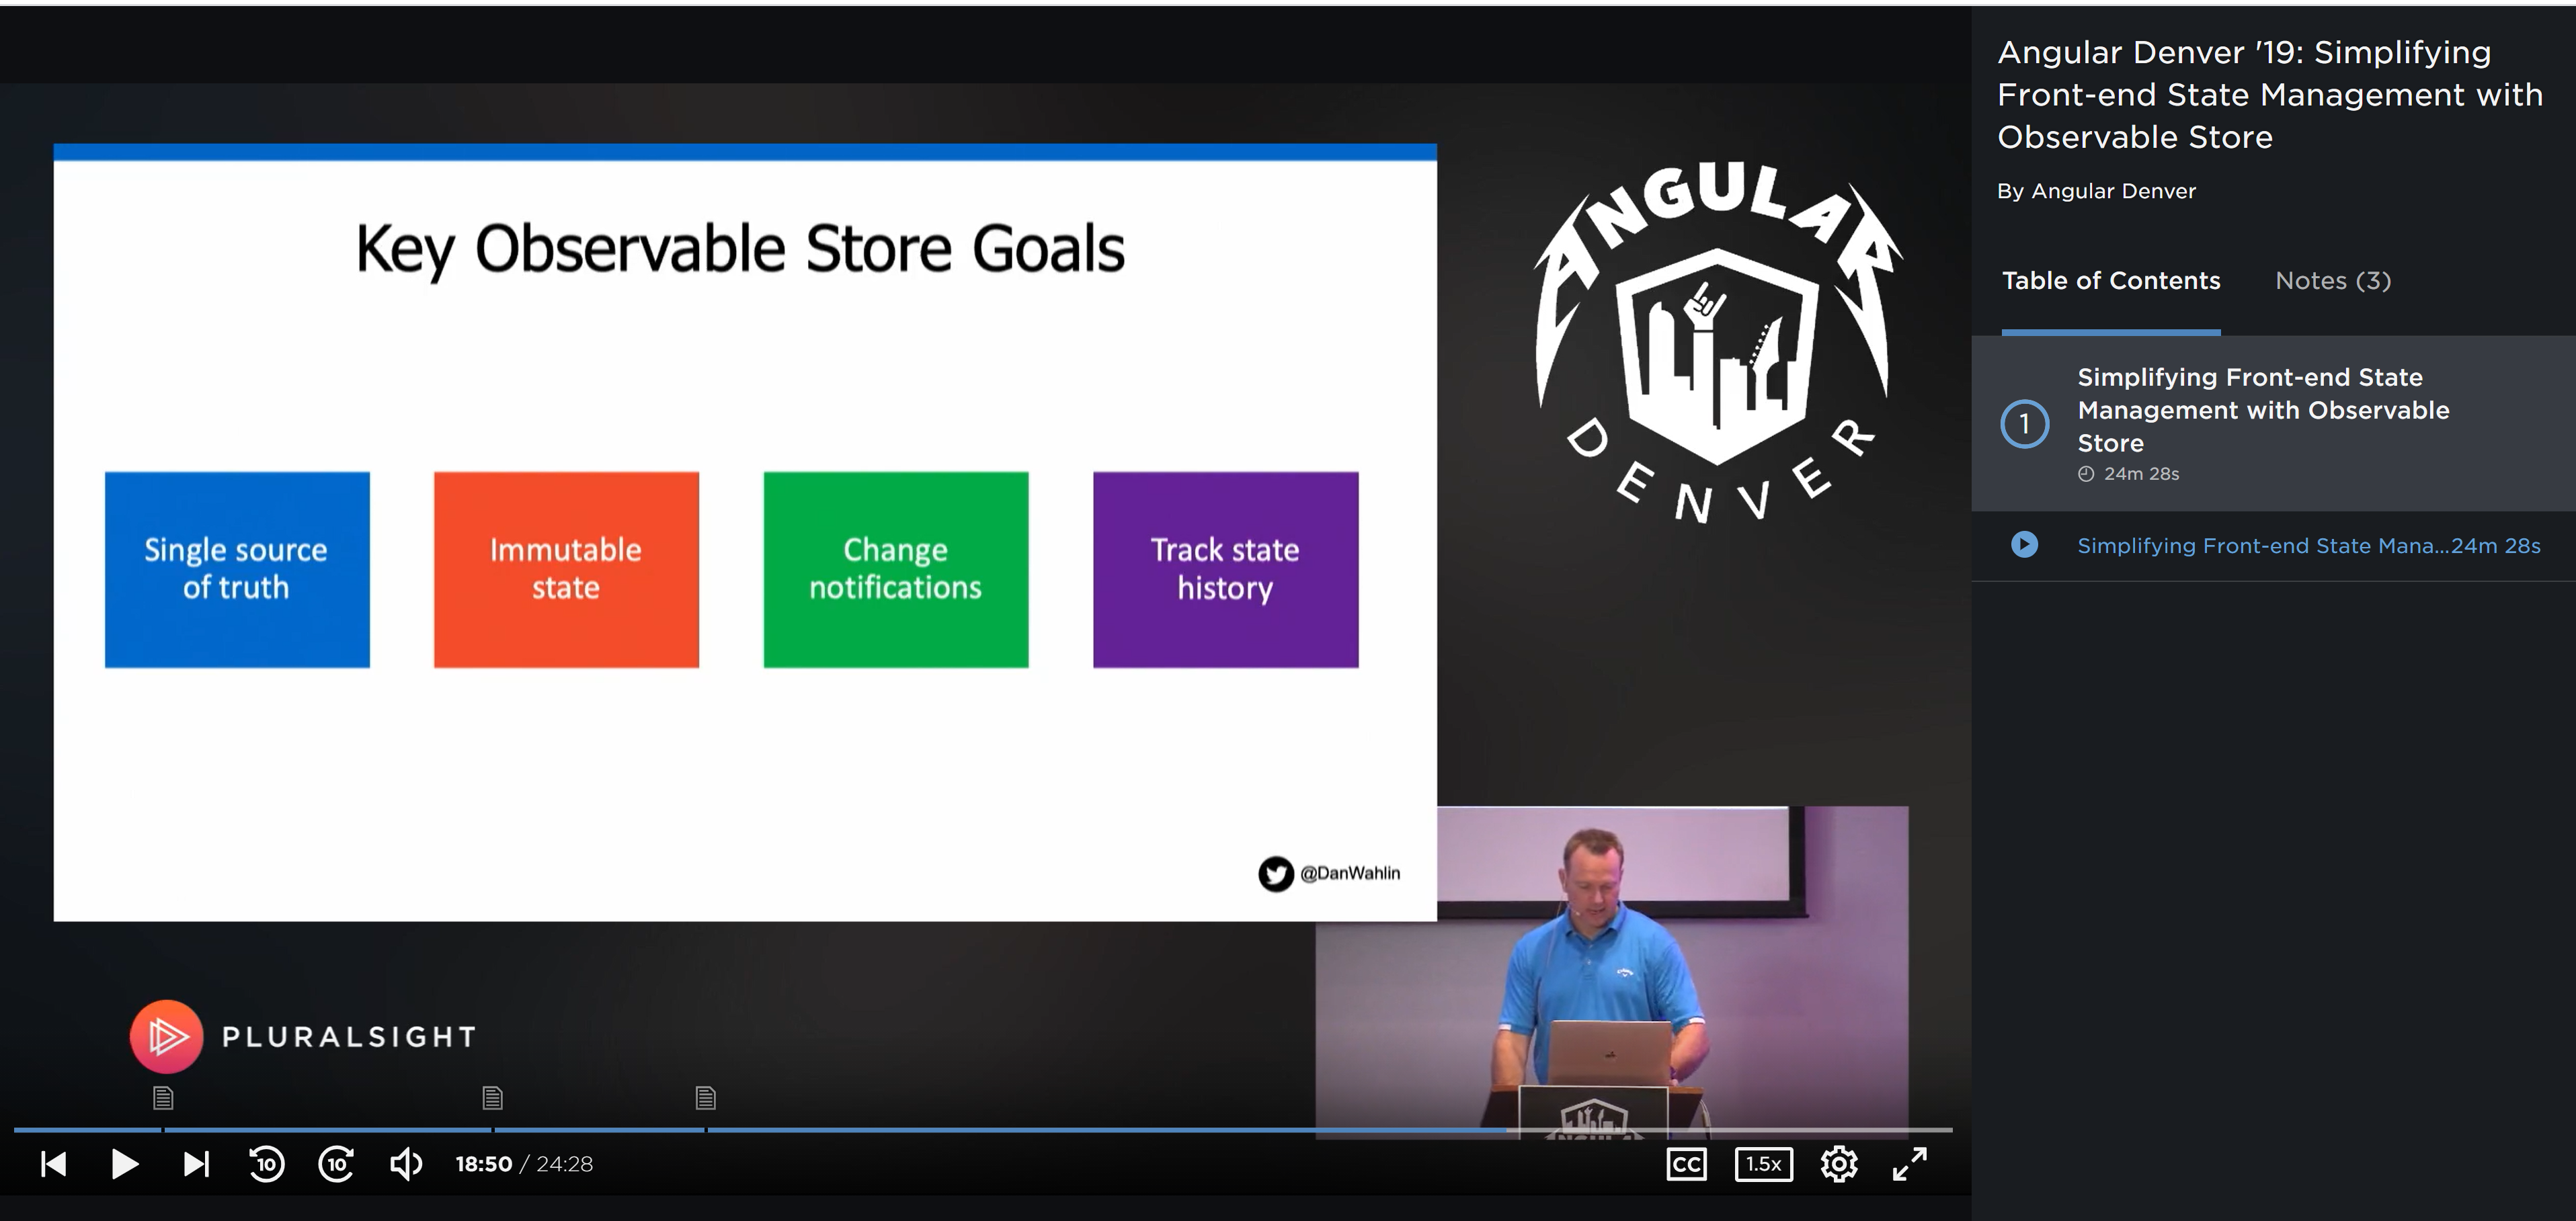 Key Observable Store Goals
Single source
of truth
Immutable
state
Change
notifications
Track state
history
@DanWahlin
ANGULAR
DENVER
PLURALSIGHT
10
10
18:50 / 24:28
CC
1.5x
Angular Denver '19: Simplifying
Front-end State Management with
Observable Store
By Angular Denver
Table of Contents
Notes (3)
1
Simplifying Front-end State
Management with Observable
Store
24m 28s
Simplifying Front-end State Mana...24m 28s